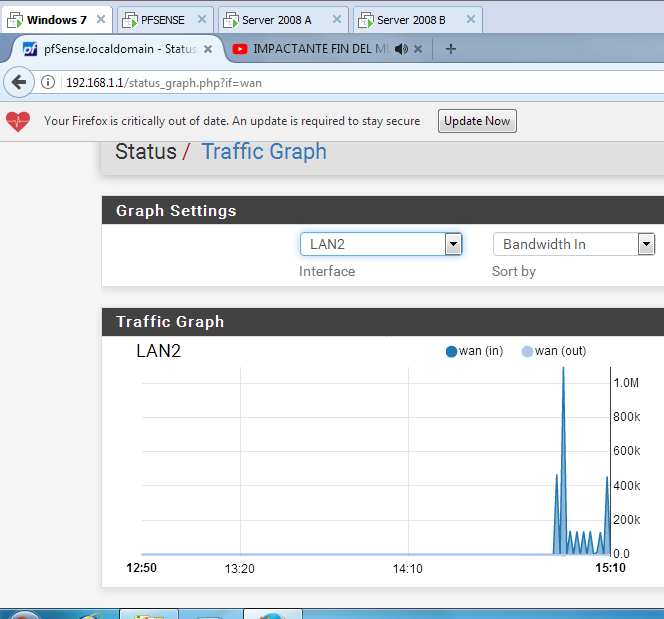 Windows 7 PFSENSE Server 2008 A Server 2008 B
pf pfSense.localdomain - Status IMPACTANTE FIN DEL
192.168.1.1/status_graph.php?if=wan
Your Firefox is critically out of date. An update is required to stay secure Update Now
Status / Traffic Graph
Graph Settings
LAN2 Bandwidth In
Interface Sort by
Traffic Graph
LAN2 wan (in) wan (out)
1.0M
800k
600k
400k
200k
0.0
12:50 13:20 14:10 15:10